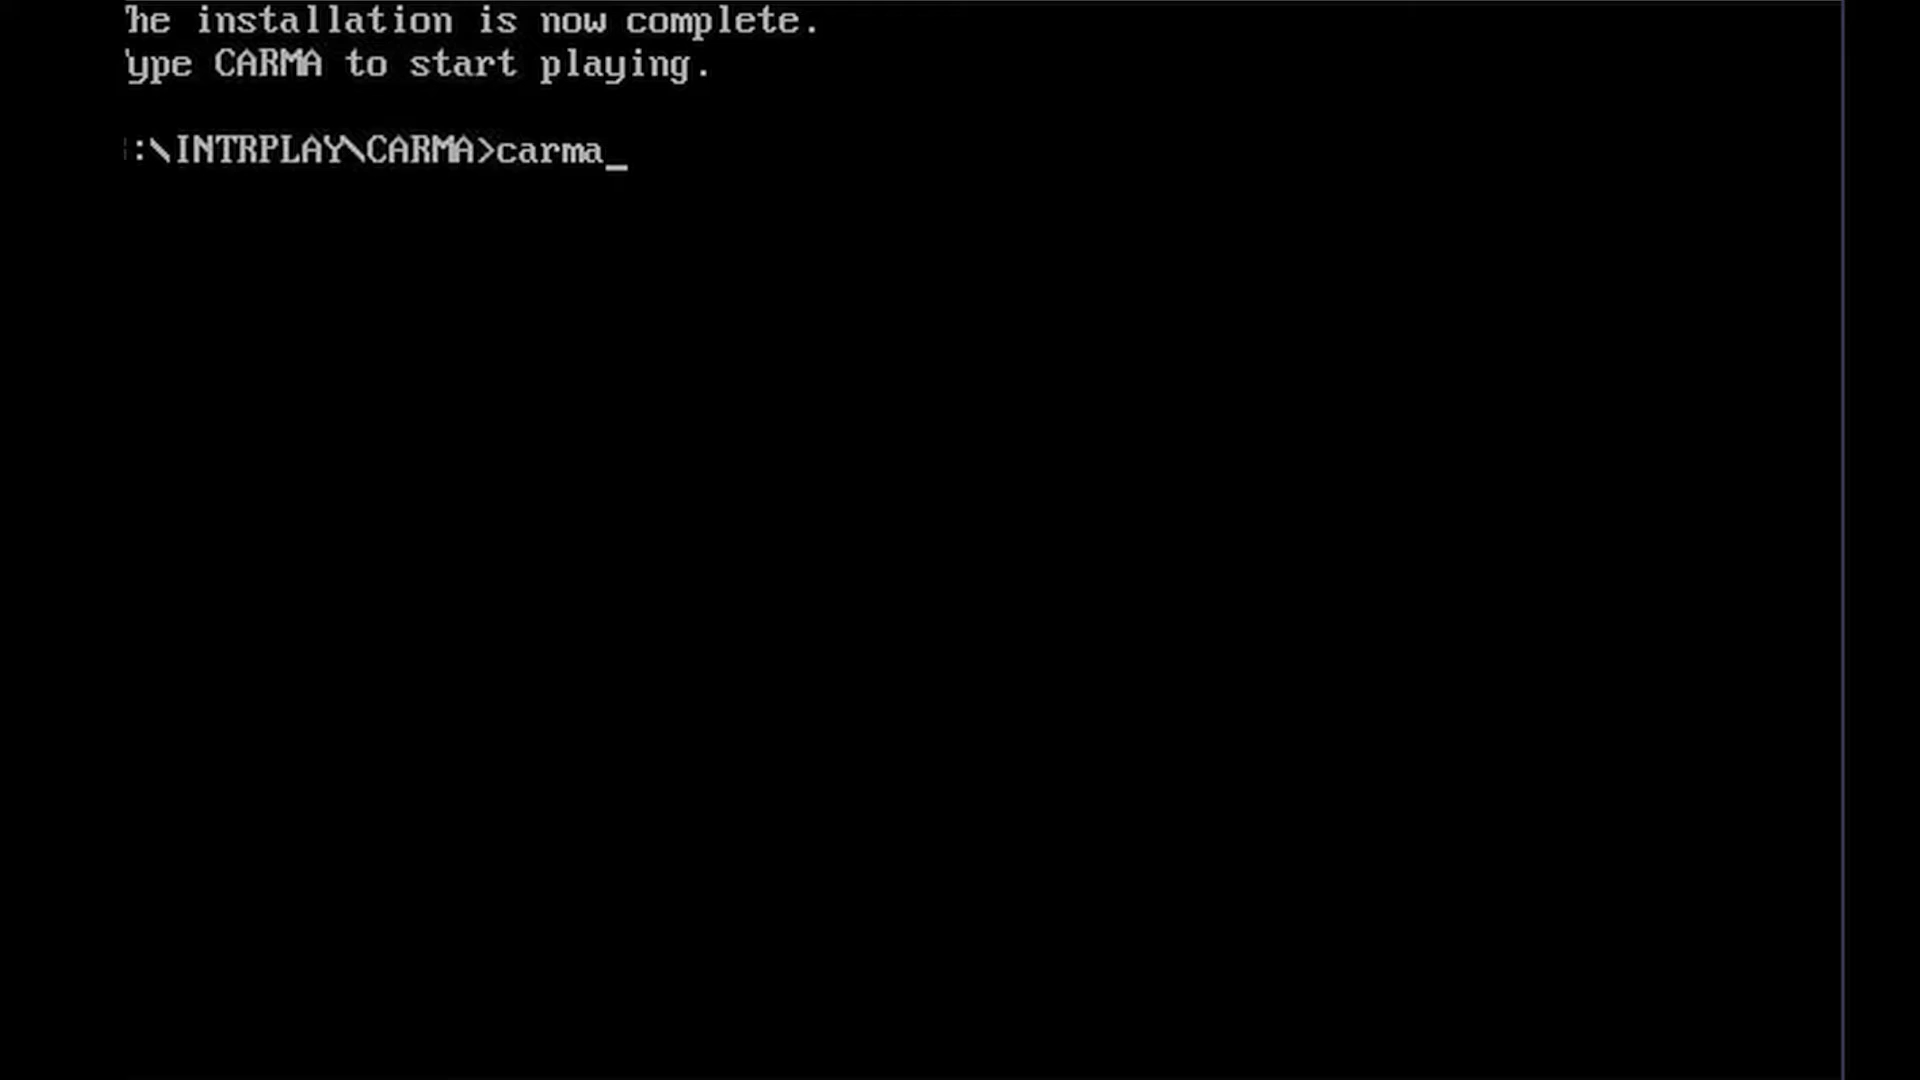 he installation is now complete.
ype CARMA to start playing.
:\INTRPLAY\CARMA>carma_